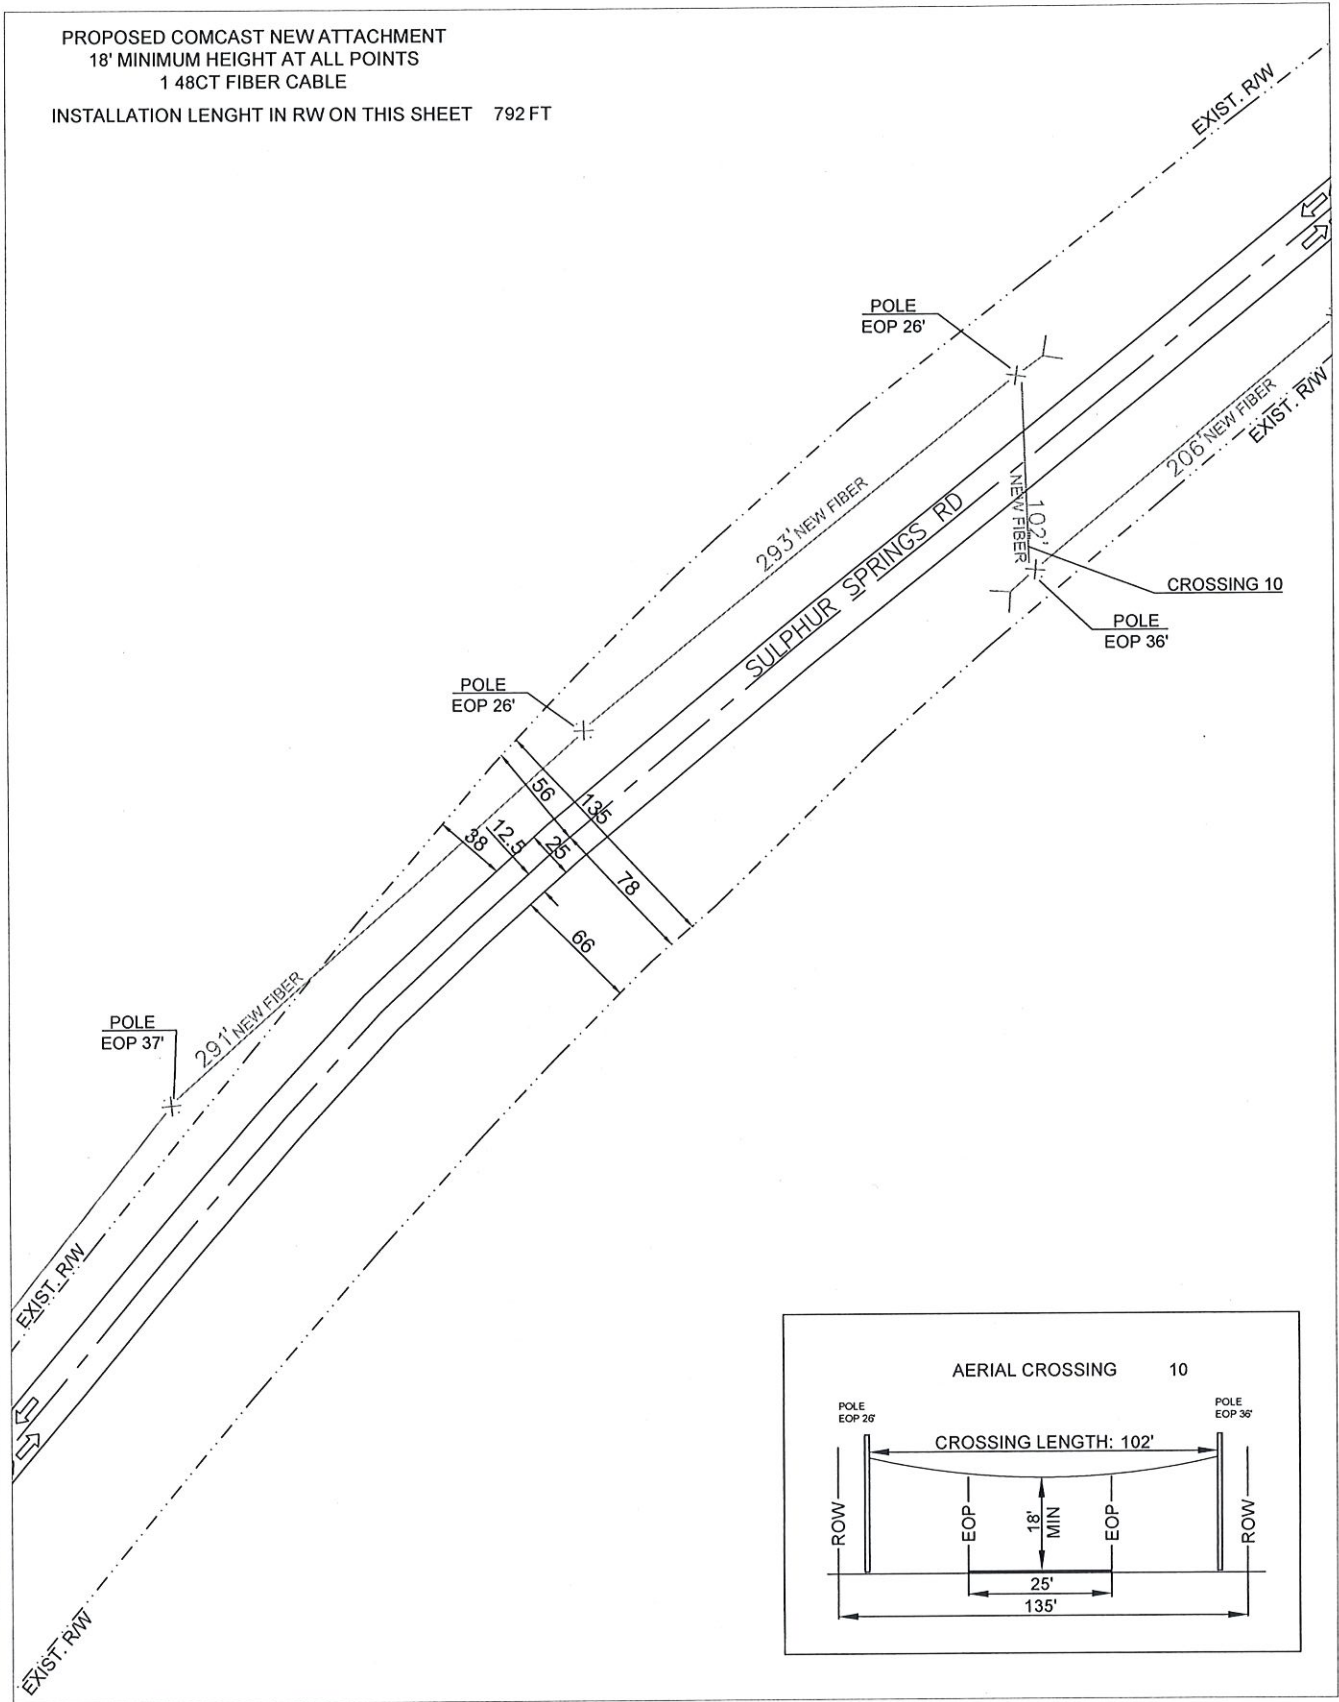 PROPOSED COMCAST NEW ATTACHMENT
18' MINIMUM HEIGHT AT ALL POINTS
1 48CT FIBER CABLE
INSTALLATION LENGHT IN RW ON THIS SHEET 792 FT
EXIST. R/W
POLE
EOP 26'
206' NEW FIBER
EXIST. R/W
293' NEW FIBER
SULPHUR SPRINGS RD
102'
NEW FIBER
CROSSING 10
POLE
EOP 36'
POLE
EOP 26'
56
135
38
12.5
25
78
66
291' NEW FIBER
POLE
EOP 37'
EXIST. R/W
EXIST. R/W
AERIAL CROSSING 10
POLE
EOP 26'
POLE
EOP 36'
CROSSING LENGTH: 102'
ROW
EOP
18'
MIN
EOP
ROW
25'
135'